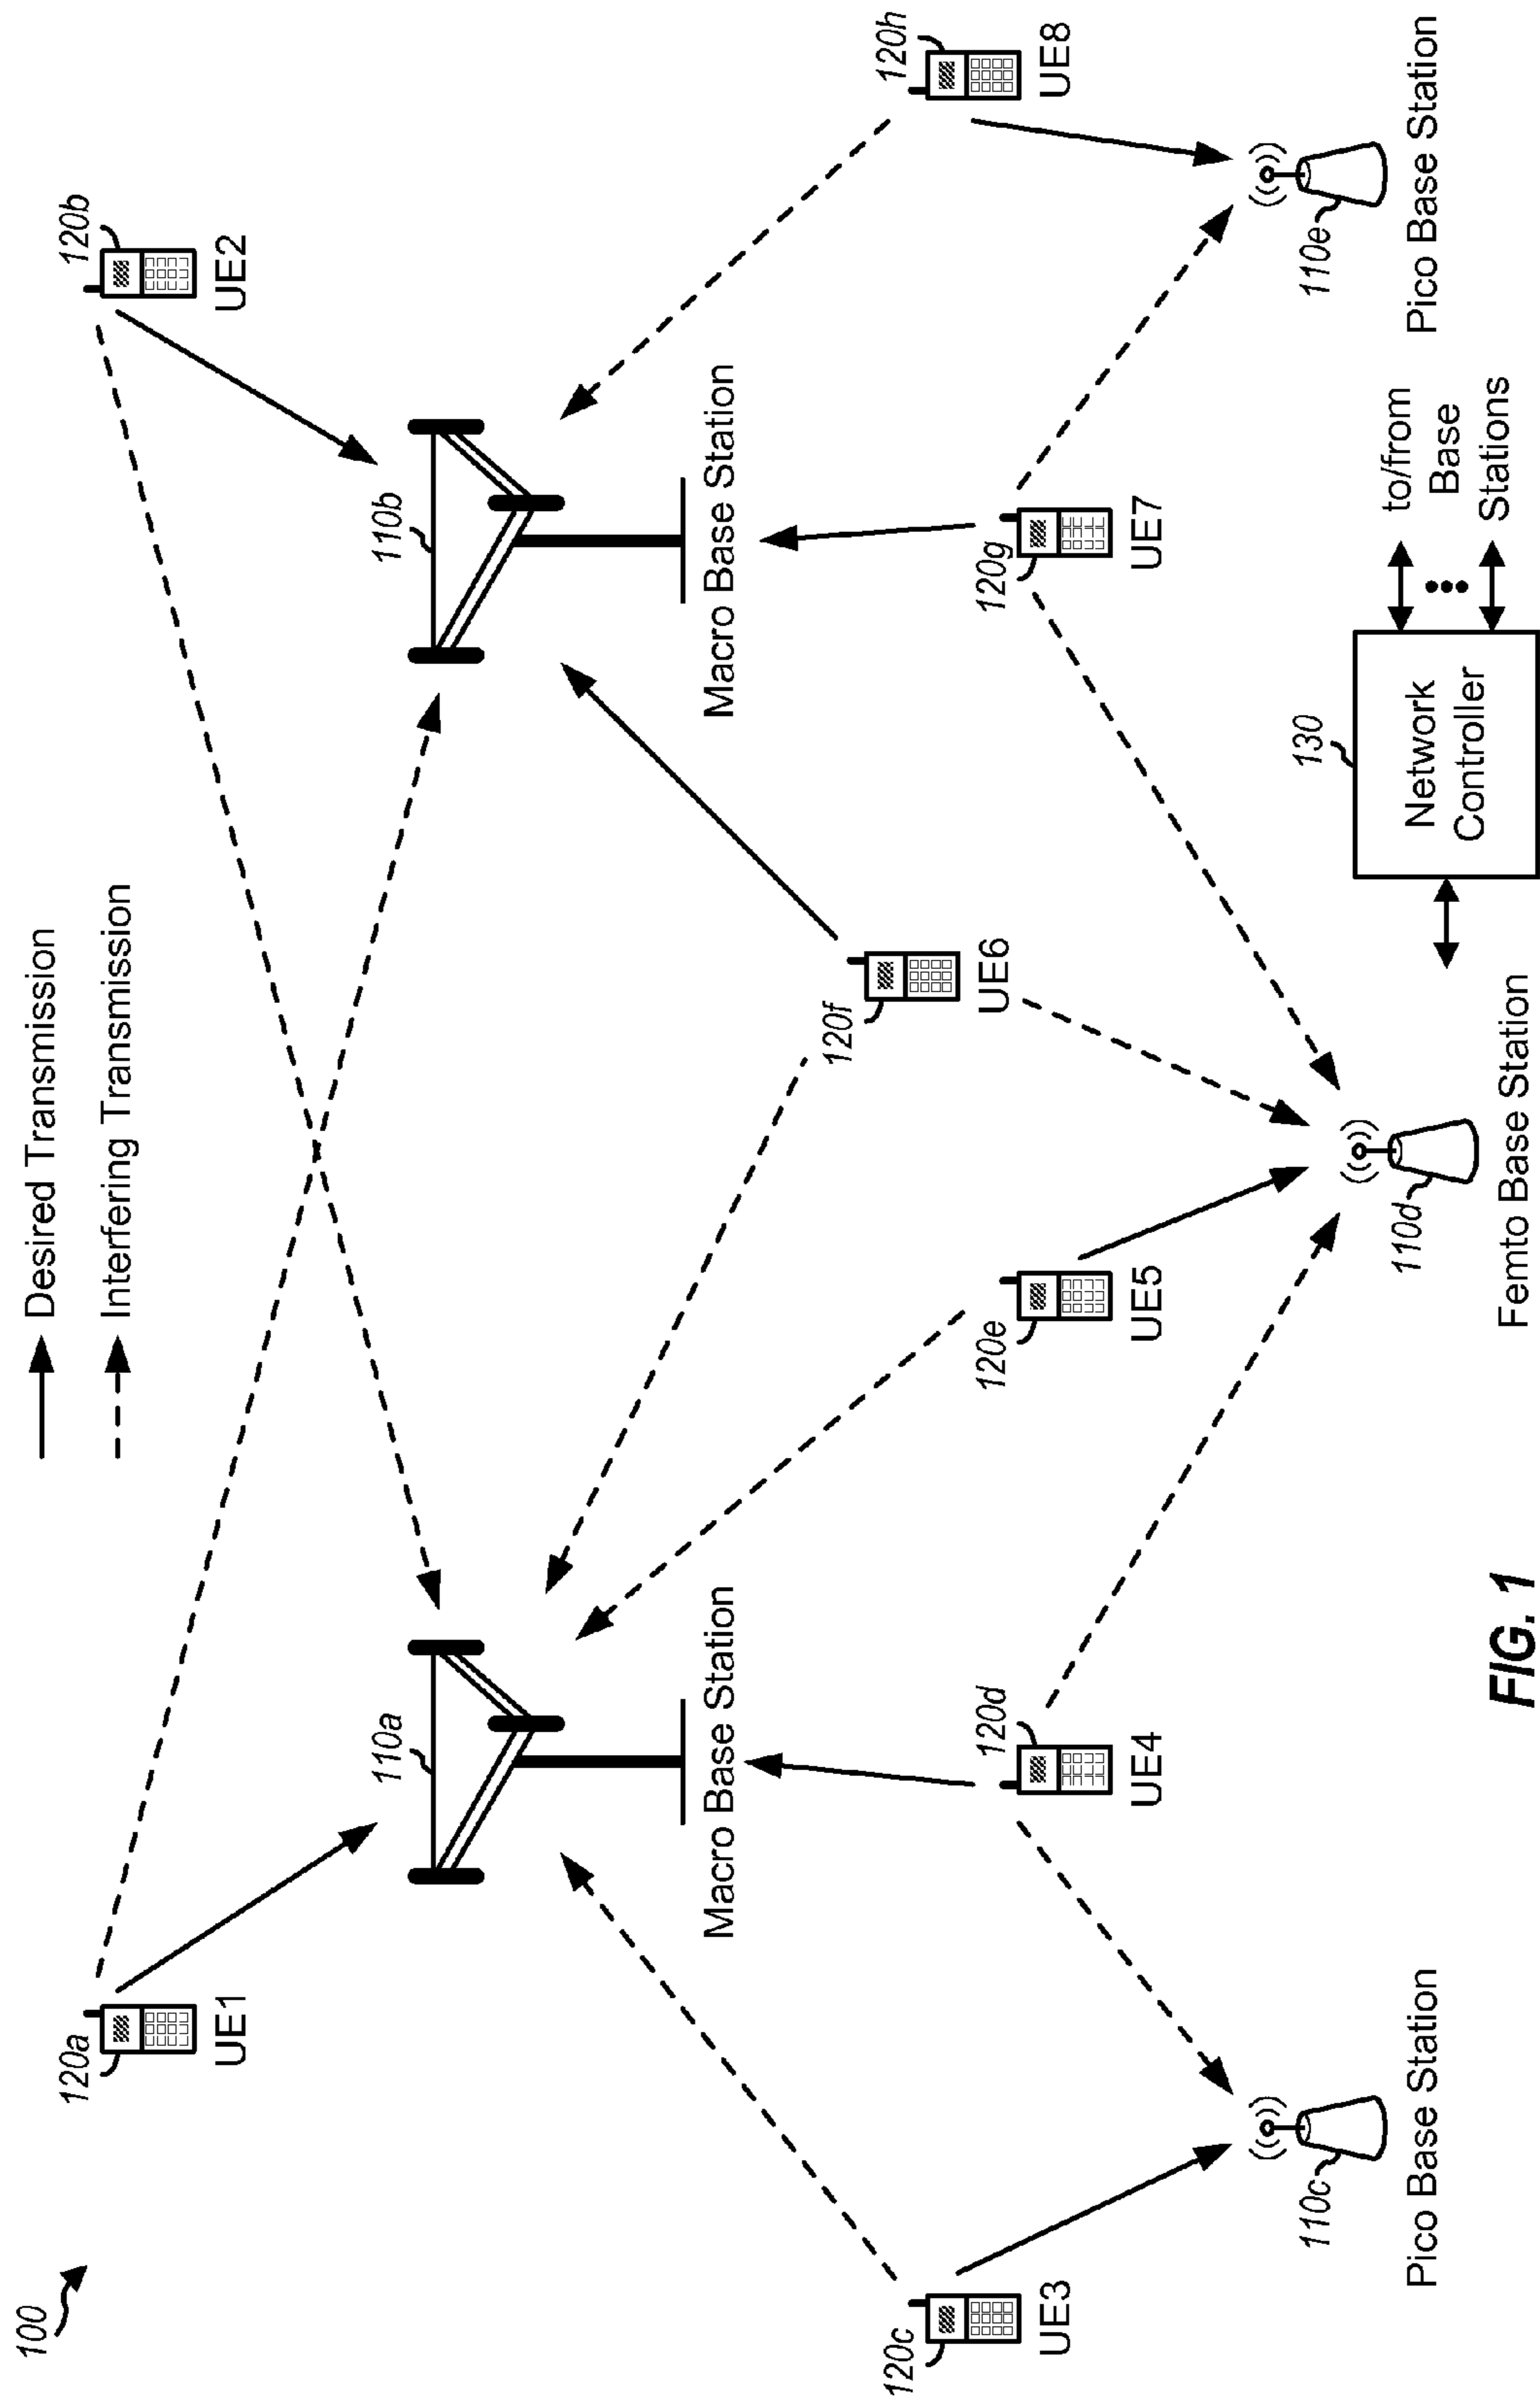 100
Desired Transmission
Interfering Transmission
120a
UE1
120b
UE2
110a
Macro Base Station
110b
Macro Base Station
120c
UE3
120d
UE4
120e
UE5
120f
UE6
120g
UE7
120h
UE8
110c
Pico Base Station
110d
Femto Base Station
110e
Pico Base Station
130
Network
Controller
to/from
Base
Stations
FIG. 1